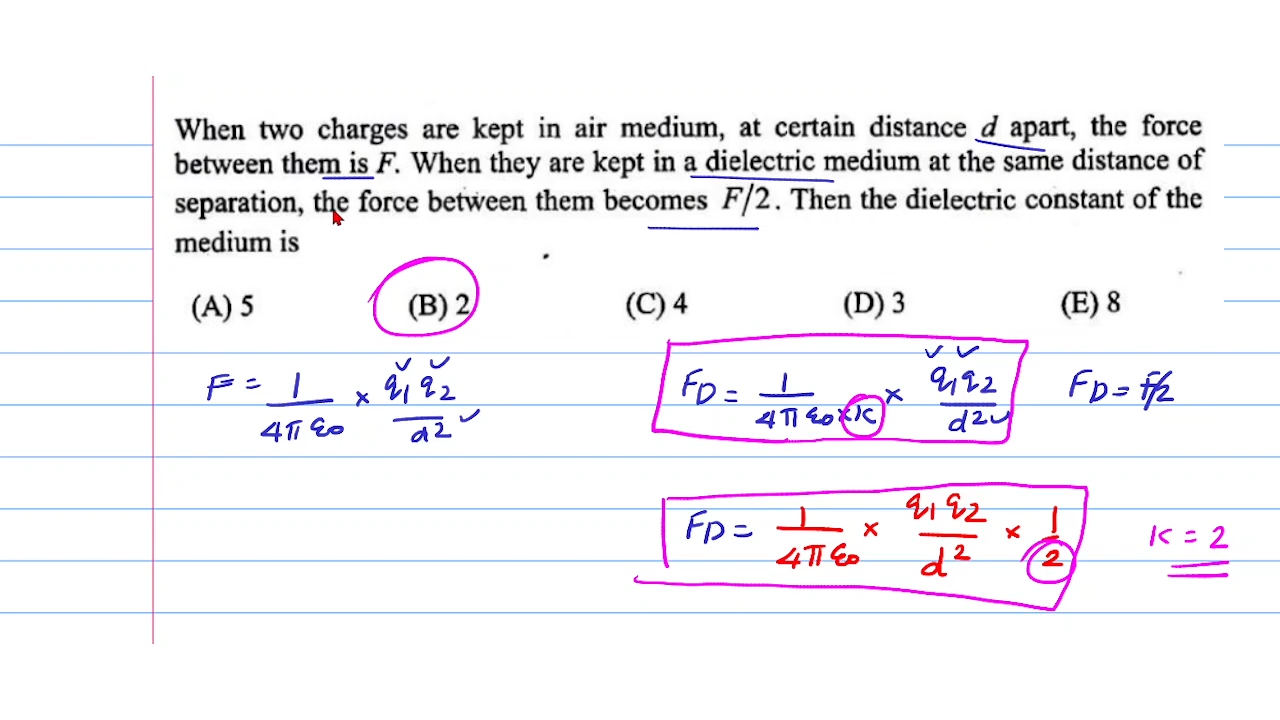 When two charges are kept in air medium, at certain distance d apart, the force
between them is F. When they are kept in a dielectric medium at the same distance of
separation, the force between them becomes F/2. Then the dielectric constant of the
medium is
(A) 5 (B) 2 (C) 4 (D) 3 (E) 8
F = 1/4πε₀ × q₁q₂/d² F_D = 1/4πε₀×K × q₁q₂/d² F_D = F/2
F_D = 1/4πε₀ × q₁q₂/d² × 1/2 K = 2